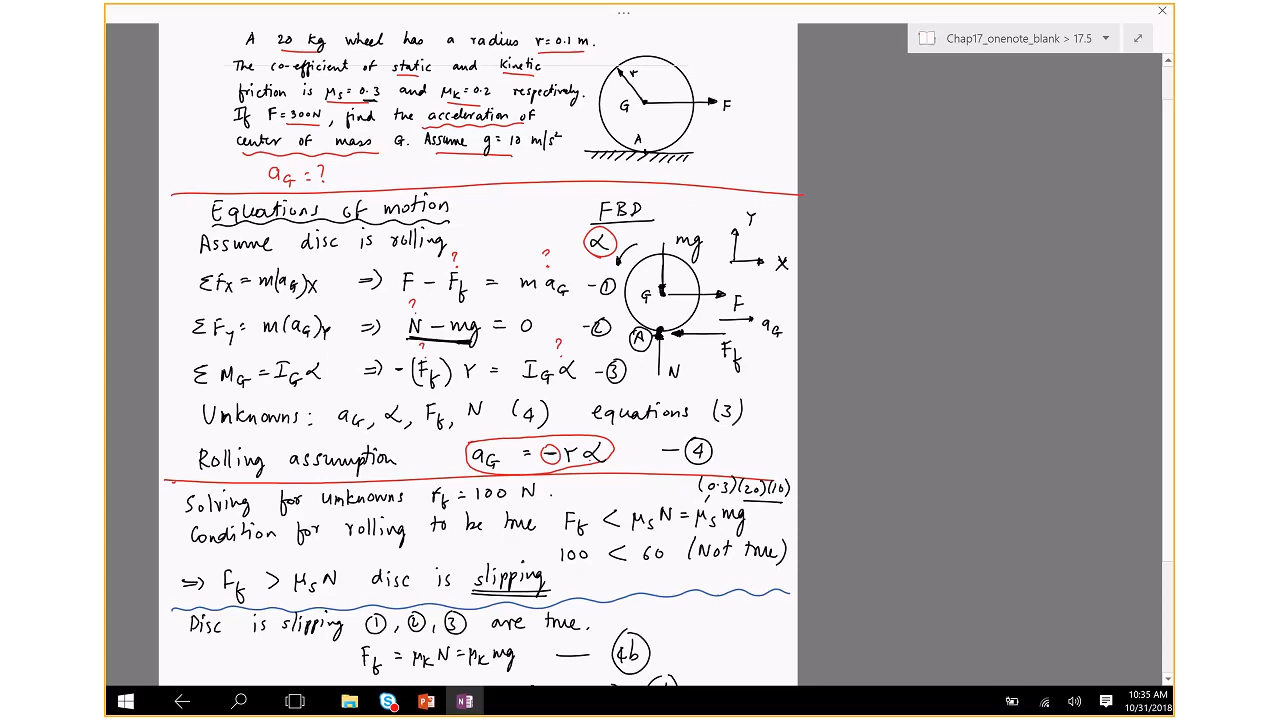 Chap17_onenote_blank > 17.5
A 20 kg wheel has a radius r=0.1 m.
The co-efficient of static and kinetic
friction is μs=0.3 and μK=0.2 respectively.
If F=300N, find the acceleration of
center of mass G. Assume g=10 m/s²
r
G
F
A
aG = ?
Equations of motion
FBD
Assume disc is rolling
α
mg
Y
X
ΣFx = m(aG)x ⇒ F - Ff = m aG -①
? ?
G
F
aG
ΣFy = m(aG)y ⇒ N - mg = 0 -②
?
A
Ff
N
ΣMG = IG α ⇒ -(Ff) r = IG α -③
? ?
Unknowns: aG, α, Ff, N (4) equations (3)
Rolling assumption aG = -rα -④
Solving for unknowns Ff = 100 N.
(0.3)(20)(10)
Condition for rolling to be true Ff < μsN = μsmg
100 < 60 (Not true)
⇒ Ff > μsN disc is slipping
Disc is slipping ①, ②, ③ are true.
Ff = μKN = μKmg — 4b
10:35 AM
10/31/2018